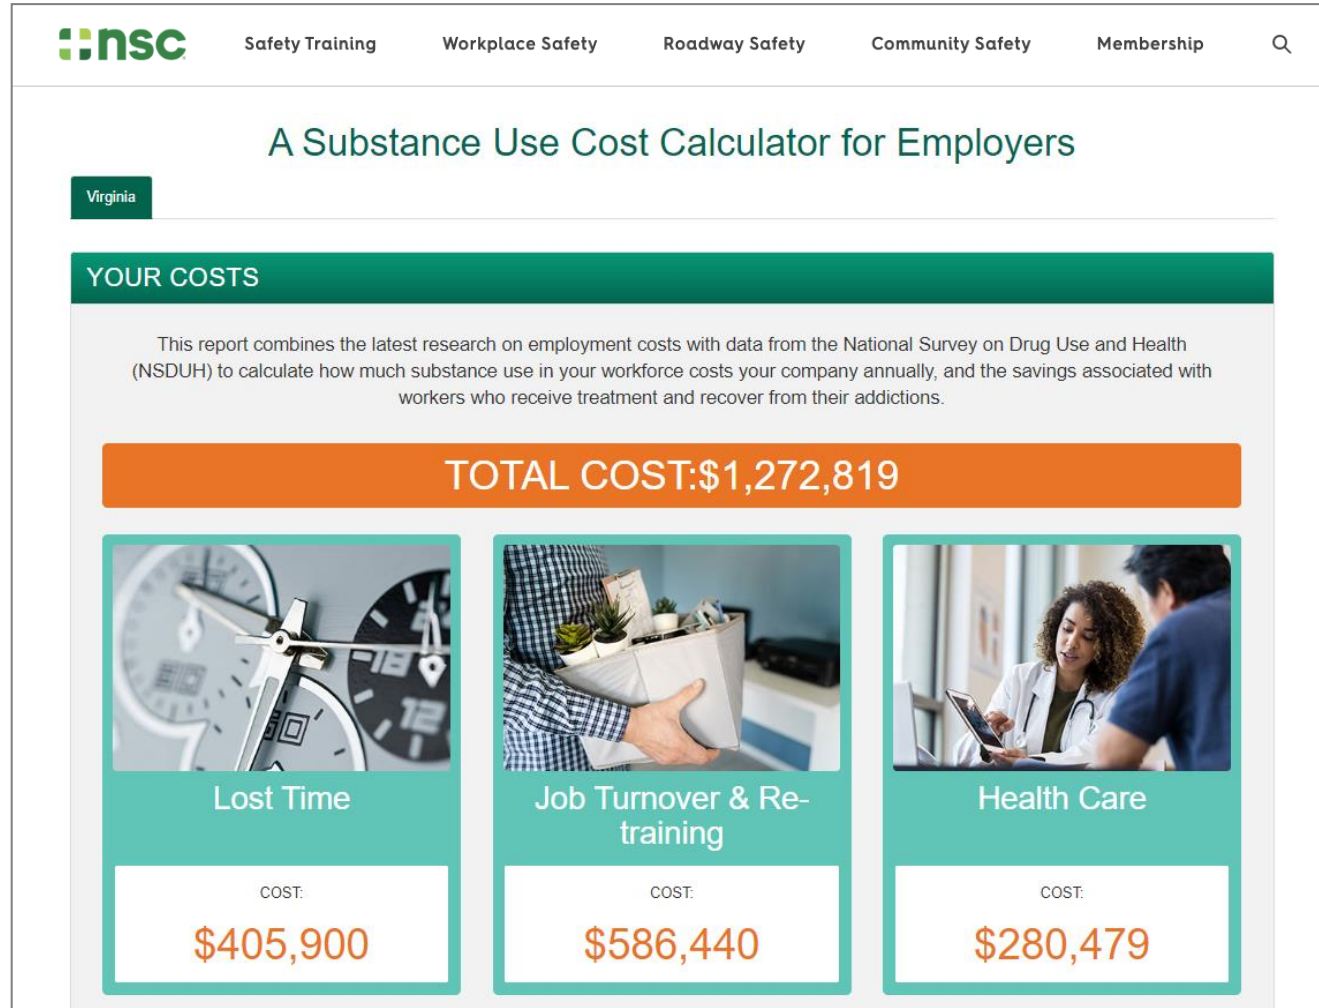 nsc
Safety Training
Workplace Safety
Roadway Safety
Community Safety
Membership
A Substance Use Cost Calculator for Employers
Virginia
YOUR COSTS
This report combines the latest research on employment costs with data from the National Survey on Drug Use and Health
(NSDUH) to calculate how much substance use in your workforce costs your company annually, and the savings associated with
workers who receive treatment and recover from their addictions.
TOTAL COST:$1,272,819
Lost Time
COST:
$405,900
Job Turnover & Re-
training
COST:
$586,440
Health Care
COST:
$280,479